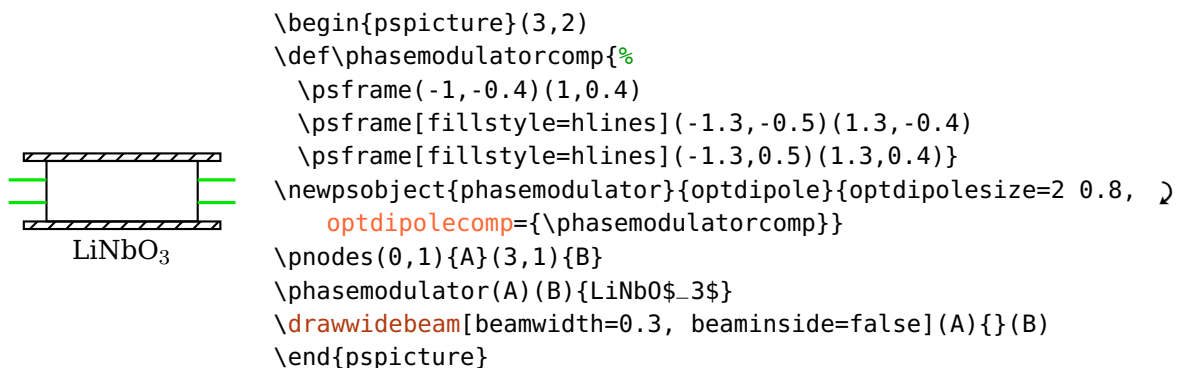 \begin{pspicture}(3,2)
\def\phasemodulatorcomp{%
\psframe(-1,-0.4)(1,0.4)
\psframe[fillstyle=hlines](-1.3,-0.5)(1.3,-0.4)
\psframe[fillstyle=hlines](-1.3,0.5)(1.3,0.4)}
\newpsobject{phasemodulator}{optdipole}{optdipolesize=2 0.8,
optdipolecomp={\phasemodulatorcomp}}
\pnodes(0,1){A}(3,1){B}
\phasemodulator(A)(B){LiNbO$_3$}
\drawwidebeam[beamwidth=0.3, beaminside=false](A){}(B)
\end{pspicture}
LiNbO₃